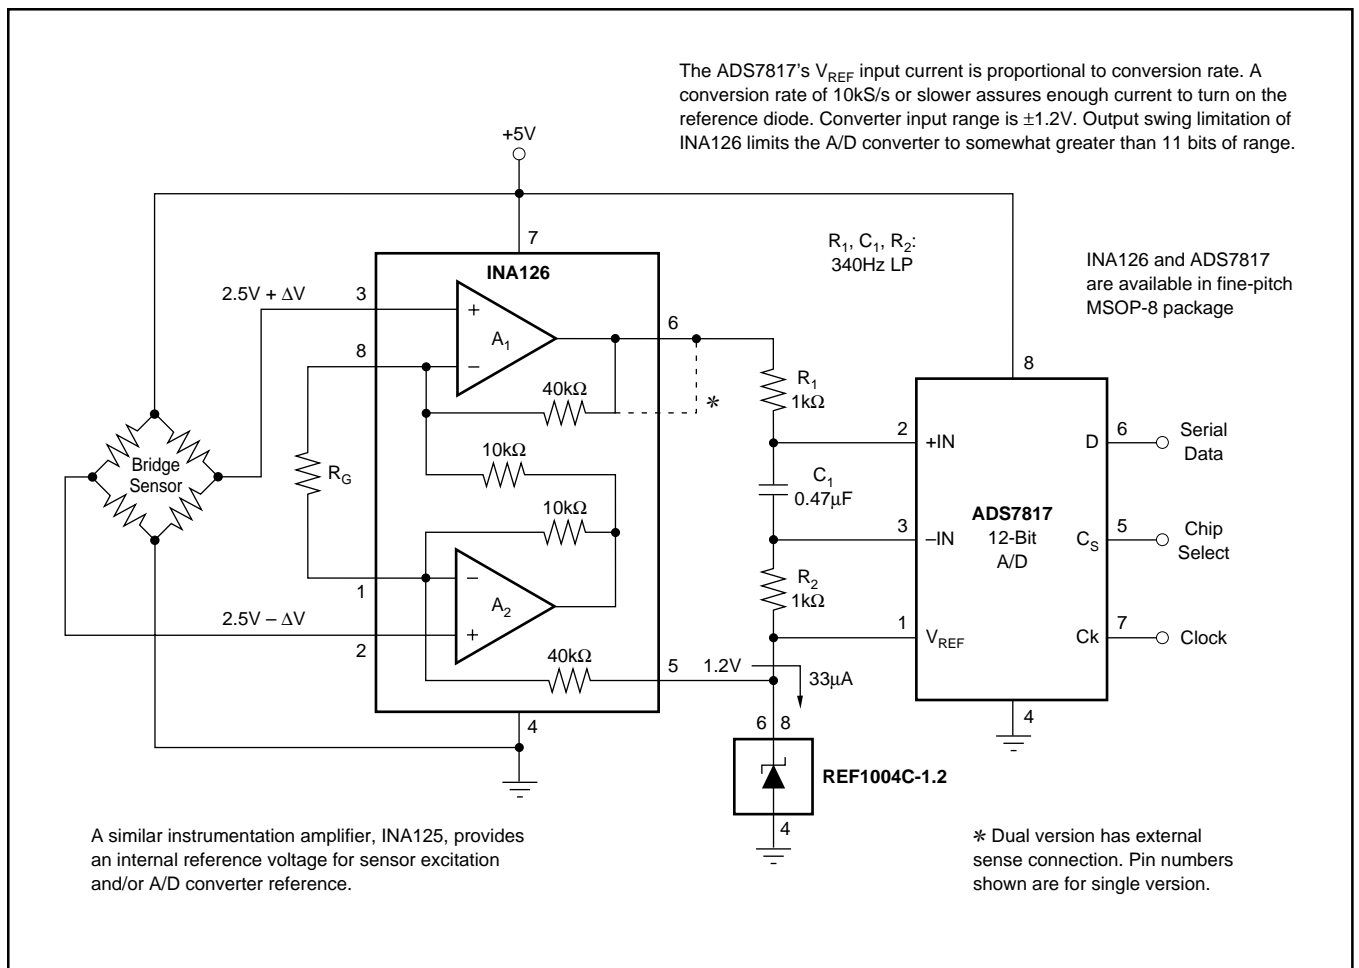 The ADS7817's VREF input current is proportional to conversion rate. A
conversion rate of 10kS/s or slower assures enough current to turn on the
reference diode. Converter input range is ±1.2V. Output swing limitation of
INA126 limits the A/D converter to somewhat greater than 11 bits of range.
+5V
7
INA126
R1, C1, R2:
340Hz LP
INA126 and ADS7817
are available in fine-pitch
MSOP-8 package
2.5V + ΔV
3
+
A1
–
8
6
40kΩ
*
10kΩ
RG
10kΩ
Bridge
Sensor
–
A2
+
1
2.5V – ΔV
2
40kΩ
5
4
R1
1kΩ
C1
0.47μF
R2
1kΩ
1.2V
33μA
6 8
REF1004C-1.2
4
8
2
+IN
3
–IN
1
VREF
ADS7817
12-Bit
A/D
D
6
Serial
Data
CS
5
Chip
Select
Ck
7
Clock
4
A similar instrumentation amplifier, INA125, provides
an internal reference voltage for sensor excitation
and/or A/D converter reference.
* Dual version has external
sense connection. Pin numbers
shown are for single version.